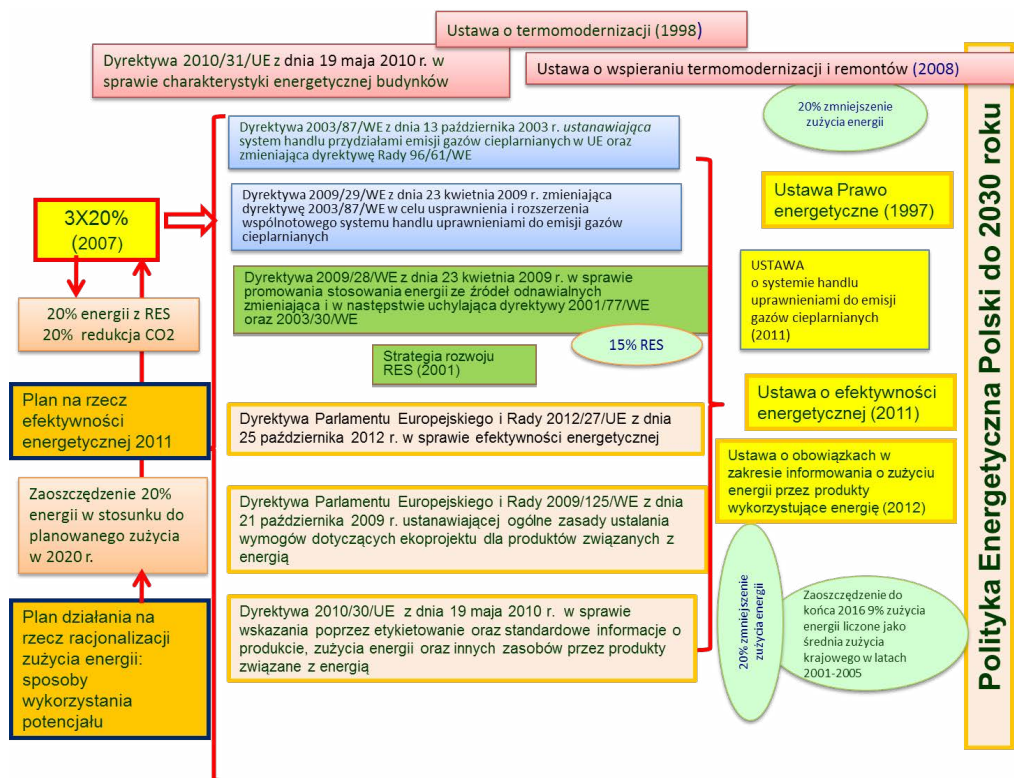 Ustawa o termomodernizacji (1998)
Dyrektywa 2010/31/UE z dnia 19 maja 2010 r. w
sprawie charakterystyki energetycznej budynków
Ustawa o wspieraniu termomodernizacji i remontów (2008)
20% zmniejszenie
zużycia energii
3X20%
(2007)
20% energii z RES
20% redukcja CO2
Plan na rzecz
efektywności
energetycznej 2011
Zaoszczędzenie 20%
energii w stosunku do
planowanego zużycia
w 2020 r.
Plan działania na
rzecz racjonalizacji
zużycia energii:
sposoby
wykorzystania
potencjału
Dyrektywa 2003/87/WE z dnia 13 października 2003 r. ustanawiająca
system handlu przydziałami emisji gazów cieplarnianych w UE oraz
zmieniająca dyrektywę Rady 96/61/WE
Dyrektywa 2009/29/WE z dnia 23 kwietnia 2009 r. zmieniająca
dyrektywę 2003/87/WE w celu usprawnienia i rozszerzenia
wspólnotowego systemu handlu uprawnieniami do emisji gazów
cieplarnianych
Dyrektywa 2009/28/WE z dnia 23 kwietnia 2009 r. w sprawie
promowania stosowania energii ze źródeł odnawialnych
zmieniająca i w następstwie uchylająca dyrektywy 2001/77/WE
oraz 2003/30/WE
15% RES
Strategia rozwoju
RES (2001)
Dyrektywa Parlamentu Europejskiego i Rady 2012/27/UE z dnia
25 października 2012 r. w sprawie efektywności energetycznej
Dyrektywa Parlamentu Europejskiego i Rady 2009/125/WE z dnia
21 października 2009 r. ustanawiającej ogólne zasady ustalania
wymogów dotyczących ekoprojektu dla produktów związanych z
energią
Dyrektywa 2010/30/UE z dnia 19 maja 2010 r. w sprawie
wskazania poprzez etykietowanie oraz standardowe informacje o
produkcie, zużycia energii oraz innych zasobów przez produkty
związane z energią
Ustawa Prawo
energetyczne (1997)
USTAWA
o systemie handlu
uprawnieniami do emisji
gazów cieplarnianych
(2011)
Ustawa o efektywności
energetycznej (2011)
Ustawa o obowiązkach w
zakresie informowania o zużyciu
energii przez produkty
wykorzystujące energię (2012)
20% zmniejszenie
zużycia energii
Zaoszczędzenie do
końca 2016 9% zużycia
energii liczone jako
średnia zużycia
krajowego w latach
2001-2005
Polityka Energetyczna Polski do 2030 roku